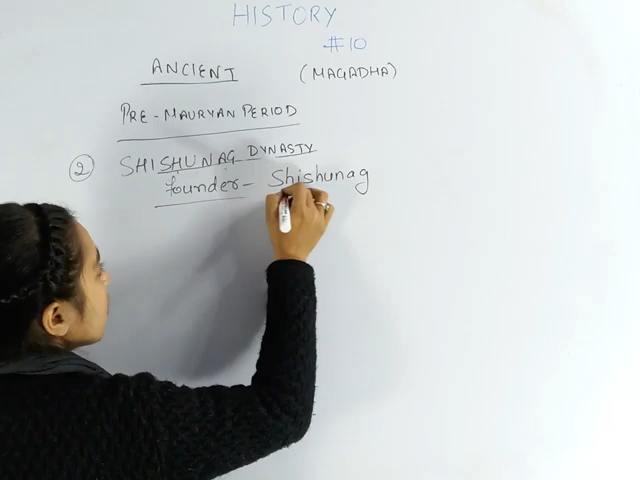 HISTORY
#10
ANCIENT (MAGADHA)
PRE-MAURYAN PERIOD
2 SHISHUNAG DYNASTY
founder- Shishunag